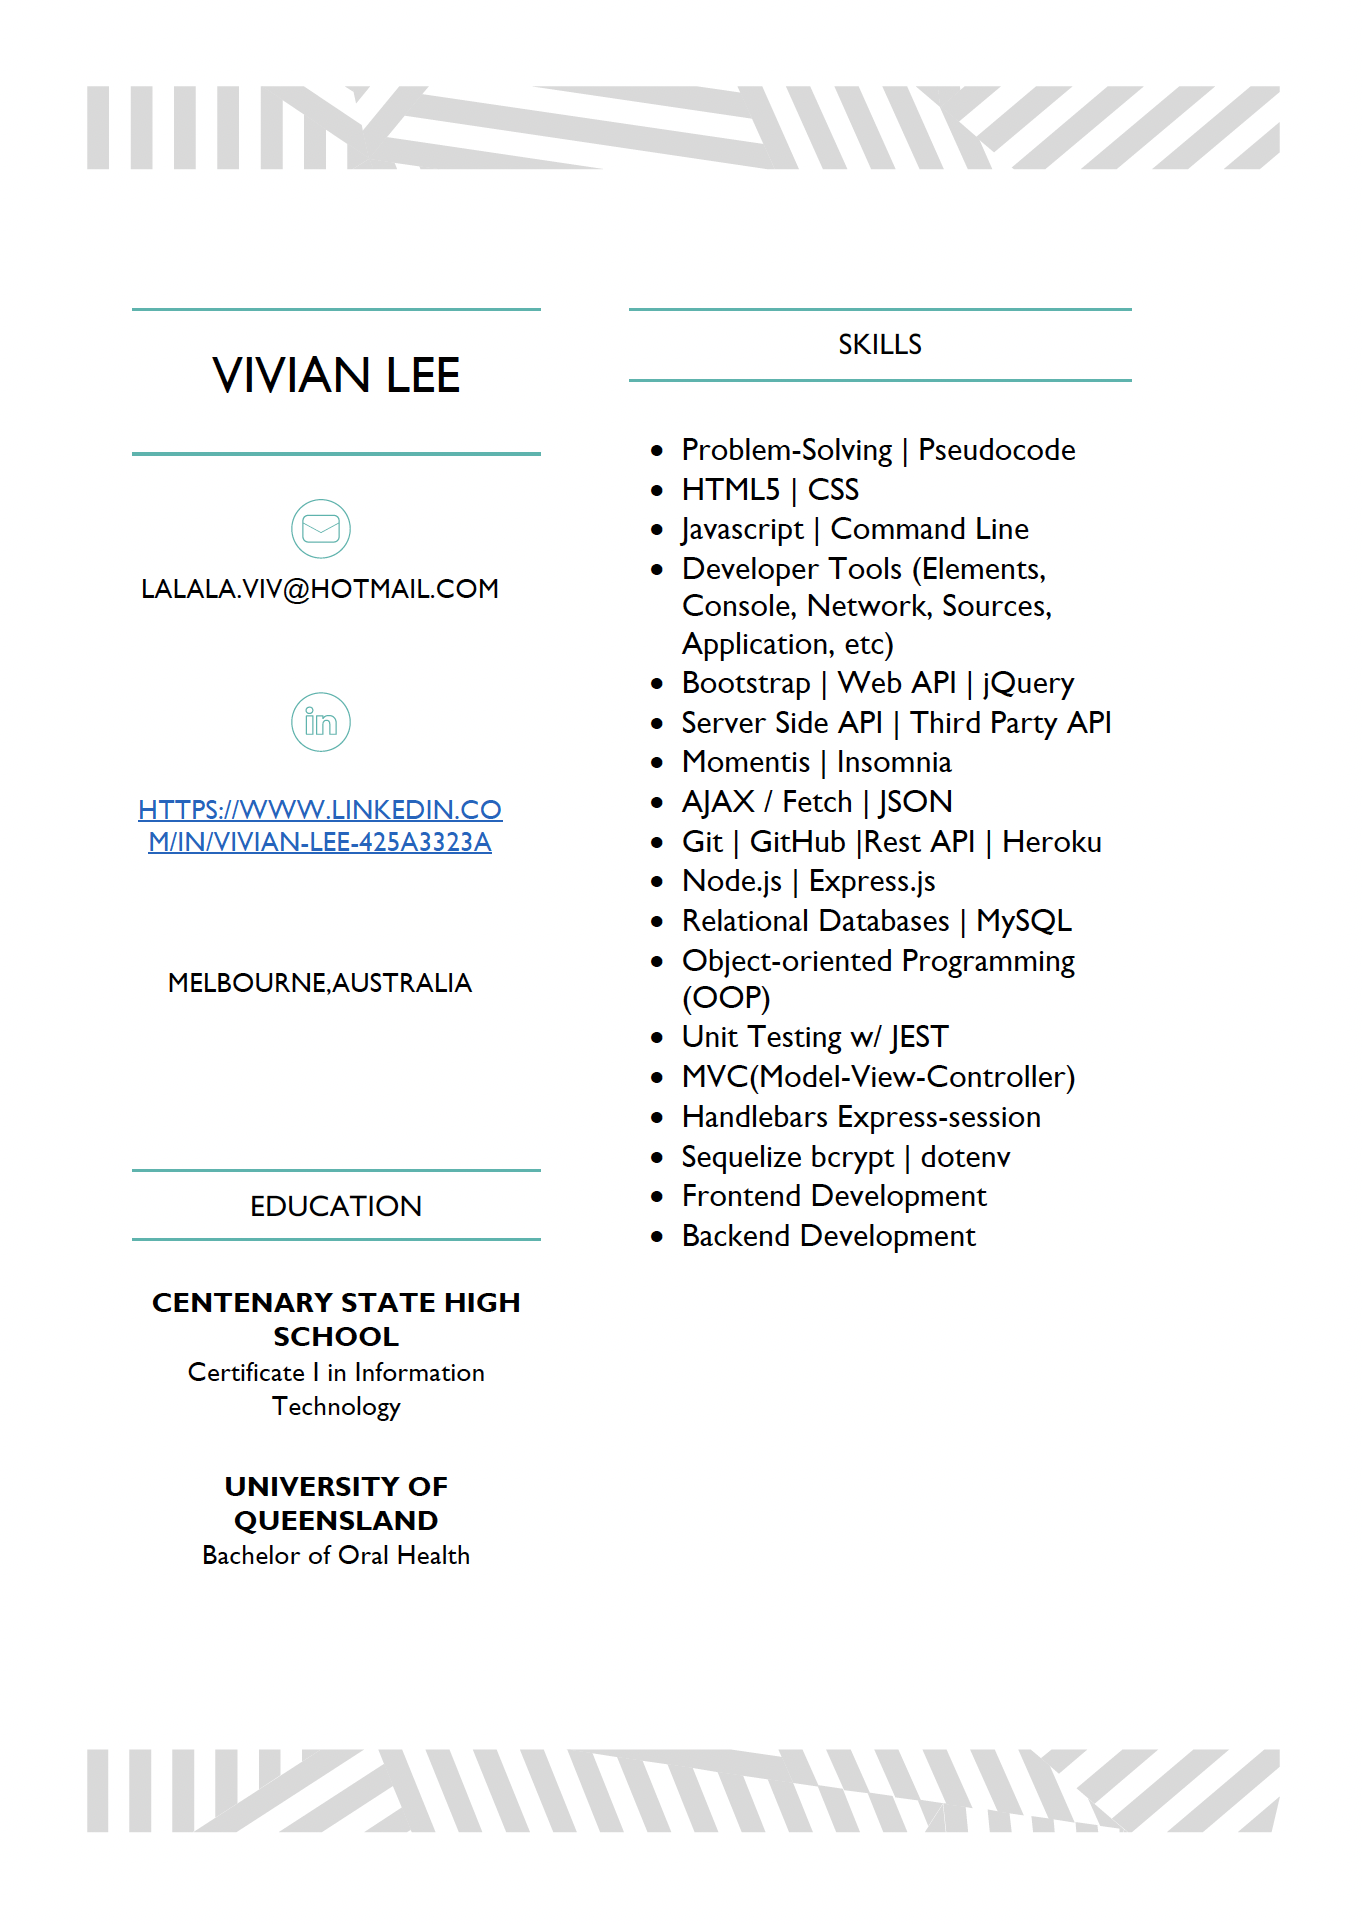 VIVIAN LEE
LALALA.VIV@HOTMAIL.COM
in
HTTPS://WWW.LINKEDIN.CO
M/IN/VIVIAN-LEE-425A3323A
MELBOURNE,AUSTRALIA
EDUCATION
CENTENARY STATE HIGH
SCHOOL
Certificate I in Information
Technology
UNIVERSITY OF
QUEENSLAND
Bachelor of Oral Health
SKILLS
• Problem-Solving | Pseudocode
• HTML5 | CSS
• Javascript | Command Line
• Developer Tools (Elements,
Console, Network, Sources,
Application, etc)
• Bootstrap | Web API | jQuery
• Server Side API | Third Party API
• Momentis | Insomnia
• AJAX / Fetch | JSON
• Git | GitHub |Rest API | Heroku
• Node.js | Express.js
• Relational Databases | MySQL
• Object-oriented Programming
(OOP)
• Unit Testing w/ JEST
• MVC(Model-View-Controller)
• Handlebars Express-session
• Sequelize bcrypt | dotenv
• Frontend Development
• Backend Development